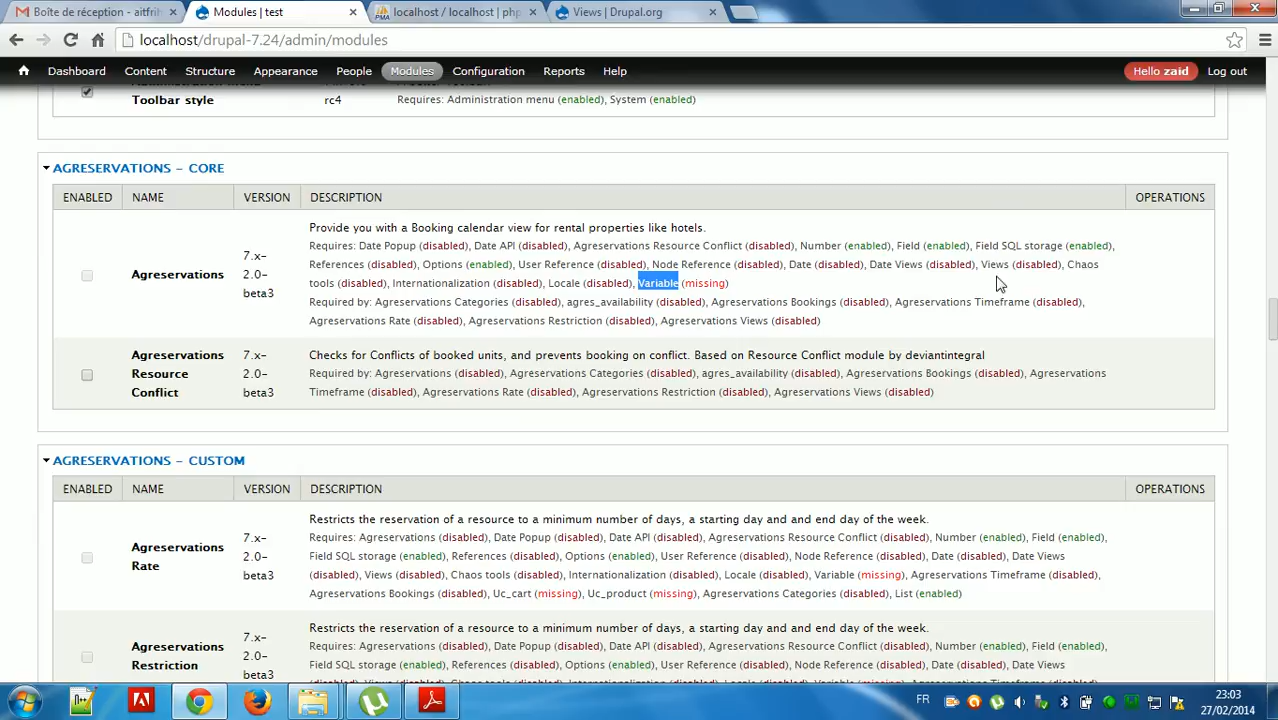 Boîte de réception - aitfrih
Modules | test
localhost / localhost | php
Views | Drupal.org
localhost/drupal-7.24/admin/modules
Dashboard Content Structure Appearance People Modules Configuration Reports Help Hello zaid Log out
Toolbar style rc4 Requires: Administration menu (enabled), System (enabled)
AGRESERVATIONS – CORE
ENABLED NAME VERSION DESCRIPTION OPERATIONS
Agreservations
7.x-
2.0-
beta3
Provide you with a Booking calendar view for rental properties like hotels.
Requires: Date Popup (disabled), Date API (disabled), Agreservations Resource Conflict (disabled), Number (enabled), Field (enabled), Field SQL storage (enabled),
References (disabled), Options (enabled), User Reference (disabled), Node Reference (disabled), Date (disabled), Date Views (disabled), Views (disabled), Chaos
tools (disabled), Internationalization (disabled), Locale (disabled), Variable (missing)
Required by: Agreservations Categories (disabled), agres_availability (disabled), Agreservations Bookings (disabled), Agreservations Timeframe (disabled),
Agreservations Rate (disabled), Agreservations Restriction (disabled), Agreservations Views (disabled)
Agreservations
Resource
Conflict
7.x-
2.0-
beta3
Checks for Conflicts of booked units, and prevents booking on conflict. Based on Resource Conflict module by deviantintegral
Required by: Agreservations (disabled), Agreservations Categories (disabled), agres_availability (disabled), Agreservations Bookings (disabled), Agreservations
Timeframe (disabled), Agreservations Rate (disabled), Agreservations Restriction (disabled), Agreservations Views (disabled)
AGRESERVATIONS – CUSTOM
ENABLED NAME VERSION DESCRIPTION OPERATIONS
Agreservations
Rate
7.x-
2.0-
beta3
Restricts the reservation of a resource to a minimum number of days, a starting day and and end day of the week.
Requires: Agreservations (disabled), Date Popup (disabled), Date API (disabled), Agreservations Resource Conflict (disabled), Number (enabled), Field (enabled),
Field SQL storage (enabled), References (disabled), Options (enabled), User Reference (disabled), Node Reference (disabled), Date (disabled), Date Views
(disabled), Views (disabled), Chaos tools (disabled), Internationalization (disabled), Locale (disabled), Variable (missing), Agreservations Timeframe (disabled),
Agreservations Bookings (disabled), Uc_cart (missing), Uc_product (missing), Agreservations Categories (disabled), List (enabled)
Agreservations
Restriction
7.x-
2.0-
beta3
Restricts the reservation of a resource to a minimum number of days, a starting day and and end day of the week.
Requires: Agreservations (disabled), Date Popup (disabled), Date API (disabled), Agreservations Resource Conflict (disabled), Number (enabled), Field (enabled),
Field SQL storage (enabled), References (disabled), Options (enabled), User Reference (disabled), Node Reference (disabled), Date (disabled), Date Views
FR
23:03
27/02/2014